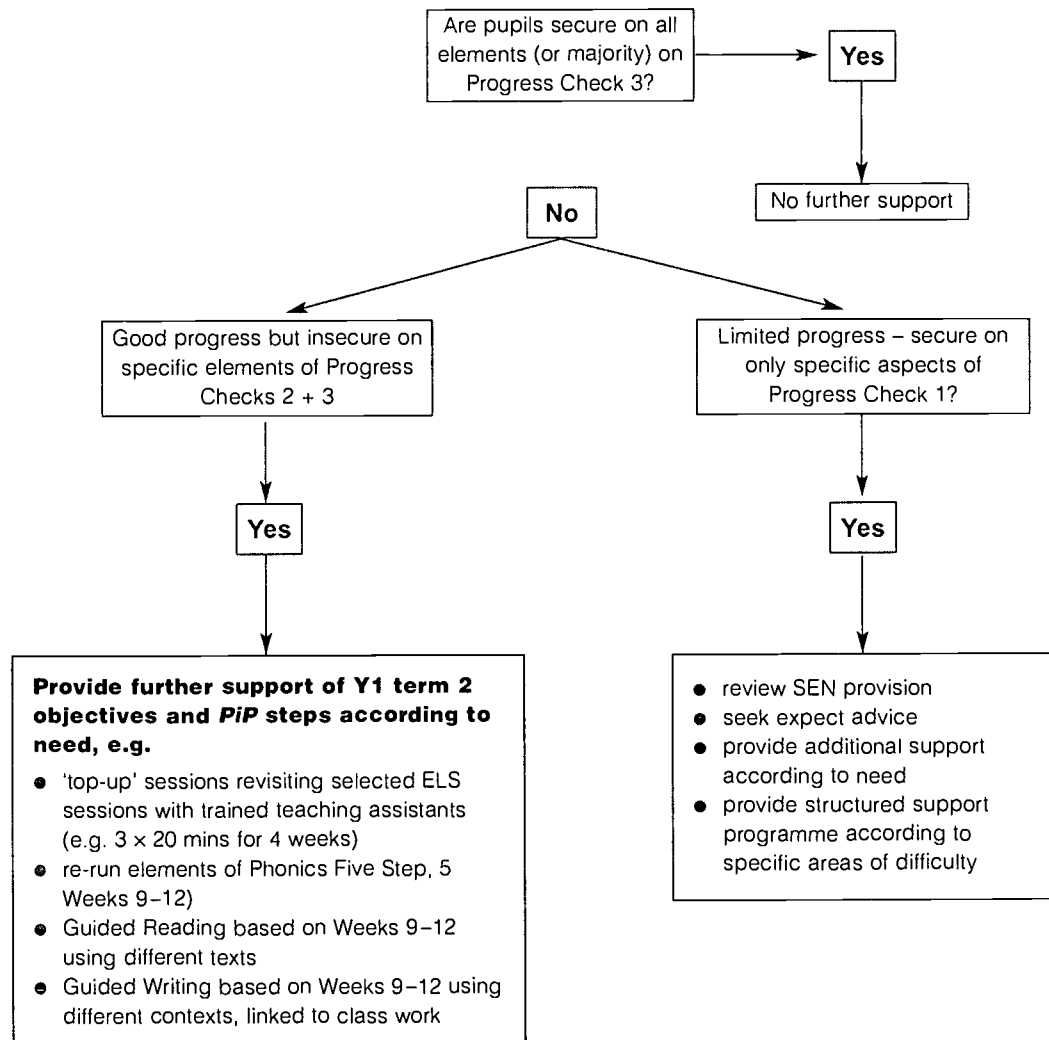 Are pupils secure on all
elements (or majority) on
Progress Check 3?
Yes
No further support
No
Good progress but insecure on
specific elements of Progress
Checks 2 + 3
Limited progress – secure on
only specific aspects of
Progress Check 1?
Yes
Yes
Provide further support of Y1 term 2
objectives and PiP steps according to
need, e.g.
● 'top-up' sessions revisiting selected ELS
sessions with trained teaching assistants
(e.g. 3 × 20 mins for 4 weeks)
● re-run elements of Phonics Five Step, 5
Weeks 9–12)
● Guided Reading based on Weeks 9–12
using different texts
● Guided Writing based on Weeks 9–12 using
different contexts, linked to class work
● review SEN provision
● seek expect advice
● provide additional support
according to need
● provide structured support
programme according to
specific areas of difficulty